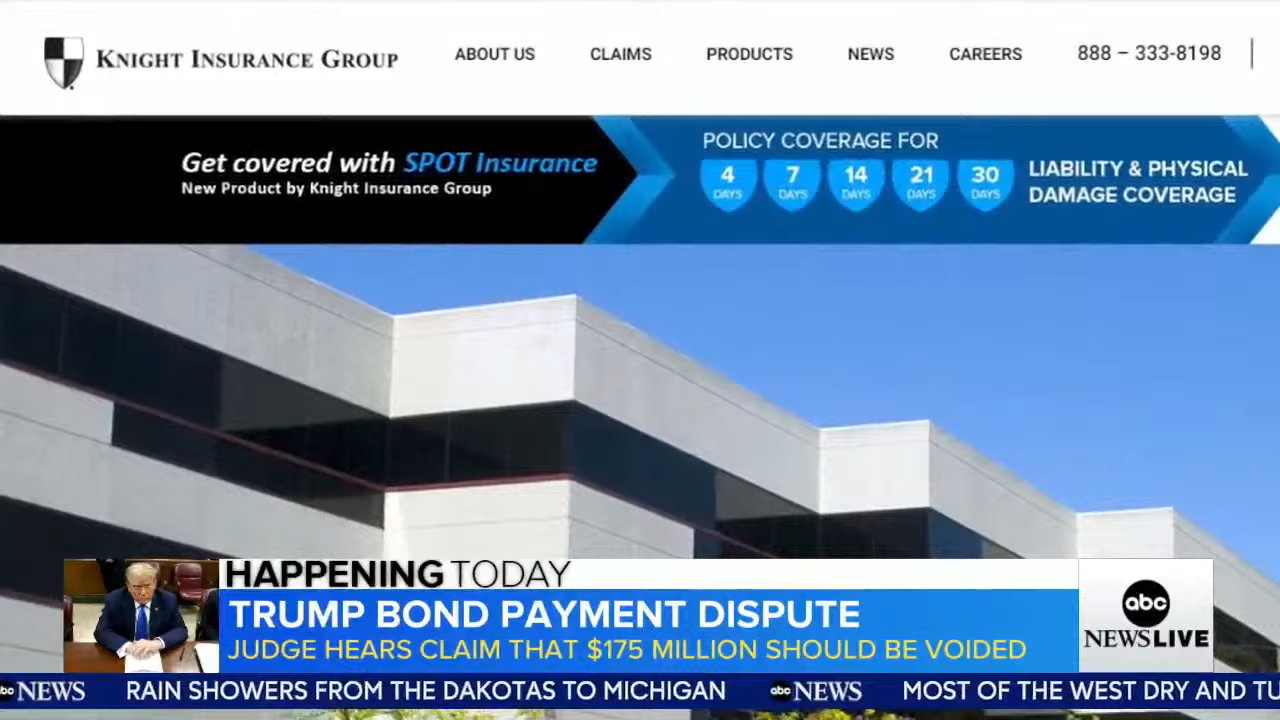 KNIGHT INSURANCE GROUP
ABOUT US
CLAIMS
PRODUCTS
NEWS
CAREERS
888 – 333-8198
Get covered with SPOT Insurance
New Product by Knight Insurance Group
POLICY COVERAGE FOR
4 DAYS
7 DAYS
14 DAYS
21 DAYS
30 DAYS
LIABILITY & PHYSICAL
DAMAGE COVERAGE
HAPPENING TODAY
TRUMP BOND PAYMENT DISPUTE
JUDGE HEARS CLAIM THAT $175 MILLION SHOULD BE VOIDED
abc
NEWS LIVE
abc NEWS RAIN SHOWERS FROM THE DAKOTAS TO MICHIGAN abc NEWS MOST OF THE WEST DRY AND